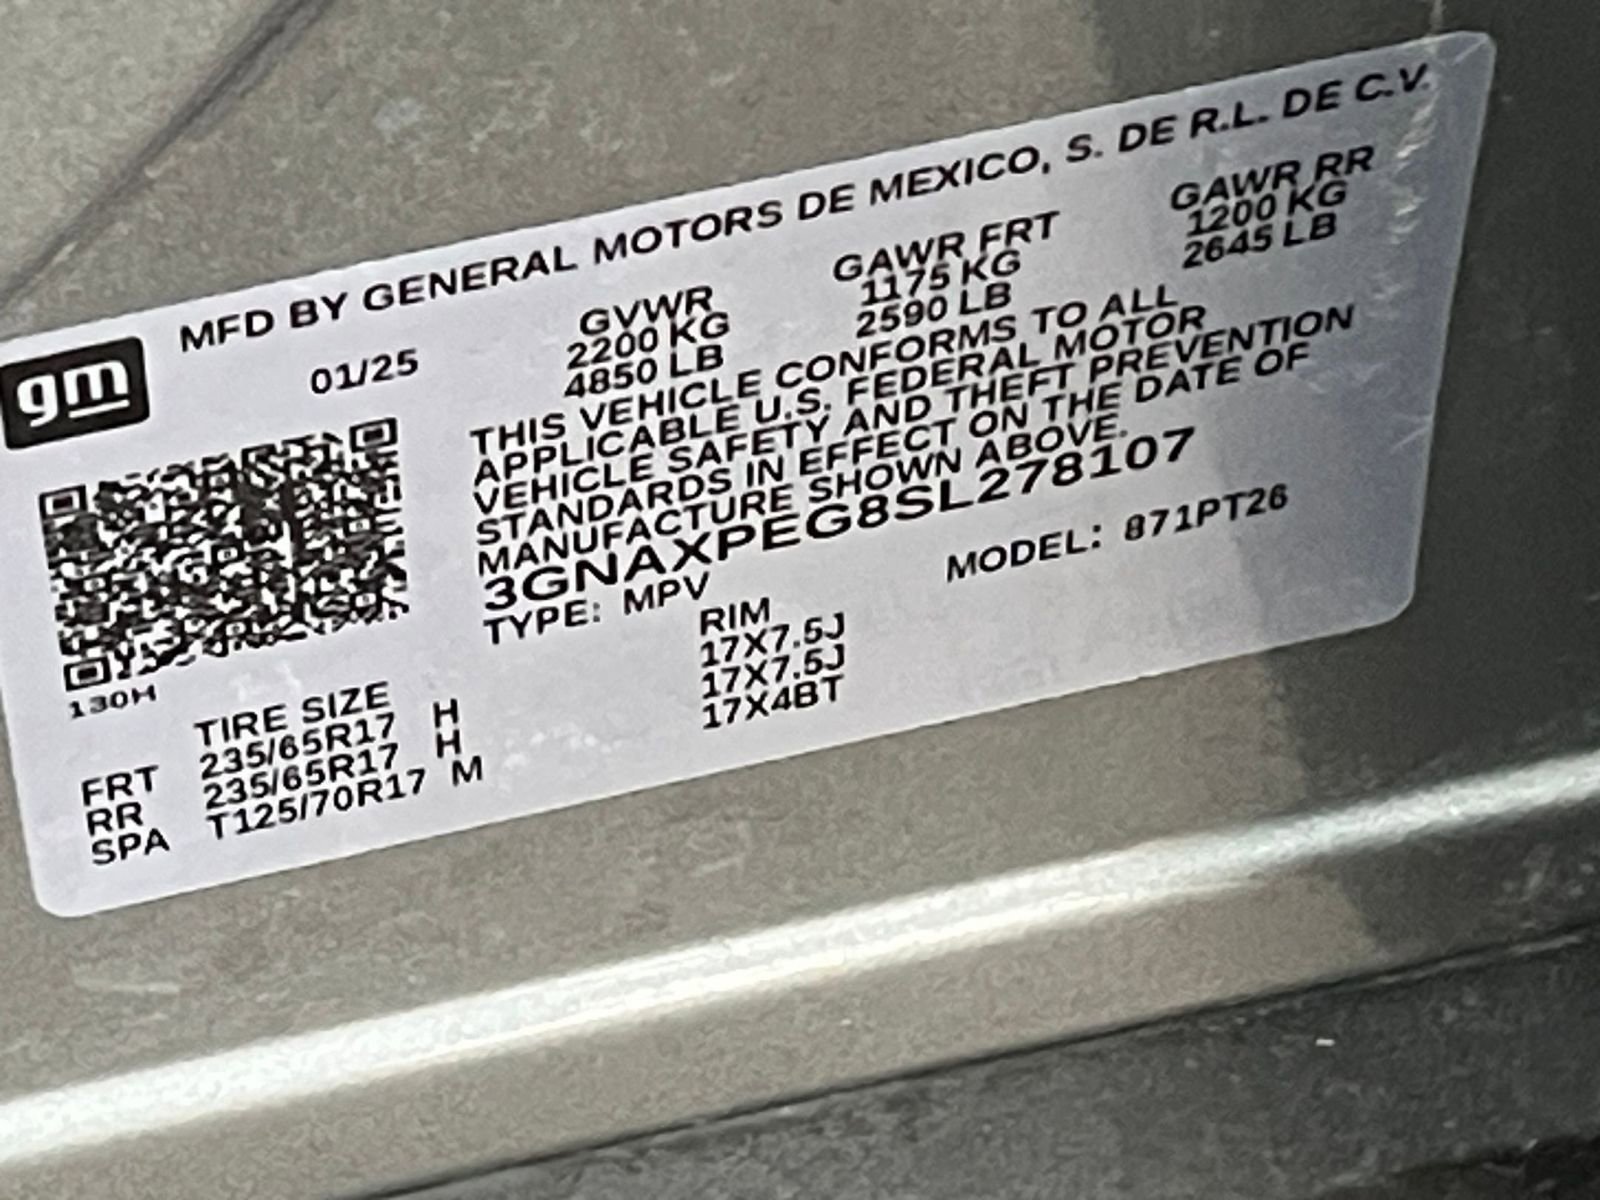 gm
MFD BY GENERAL MOTORS DE MEXICO, S. DE R.L. DE C.V.
01/25
GVWR
2200 KG
4850 LB
GAWR FRT
1175 KG
2590 LB
GAWR RR
1200 KG
2645 LB
THIS VEHICLE CONFORMS TO ALL
APPLICABLE U.S. FEDERAL MOTOR
VEHICLE SAFETY AND THEFT PREVENTION
STANDARDS IN EFFECT ON THE DATE OF
MANUFACTURE SHOWN ABOVE.
3GNAXPEG8SL278107
TYPE: MPV
MODEL: 871PT26
130H
TIRE SIZE RIM
FRT 235/65R17 H 17X7.5J
RR 235/65R17 H 17X7.5J
SPA T125/70R17 M 17X4BT